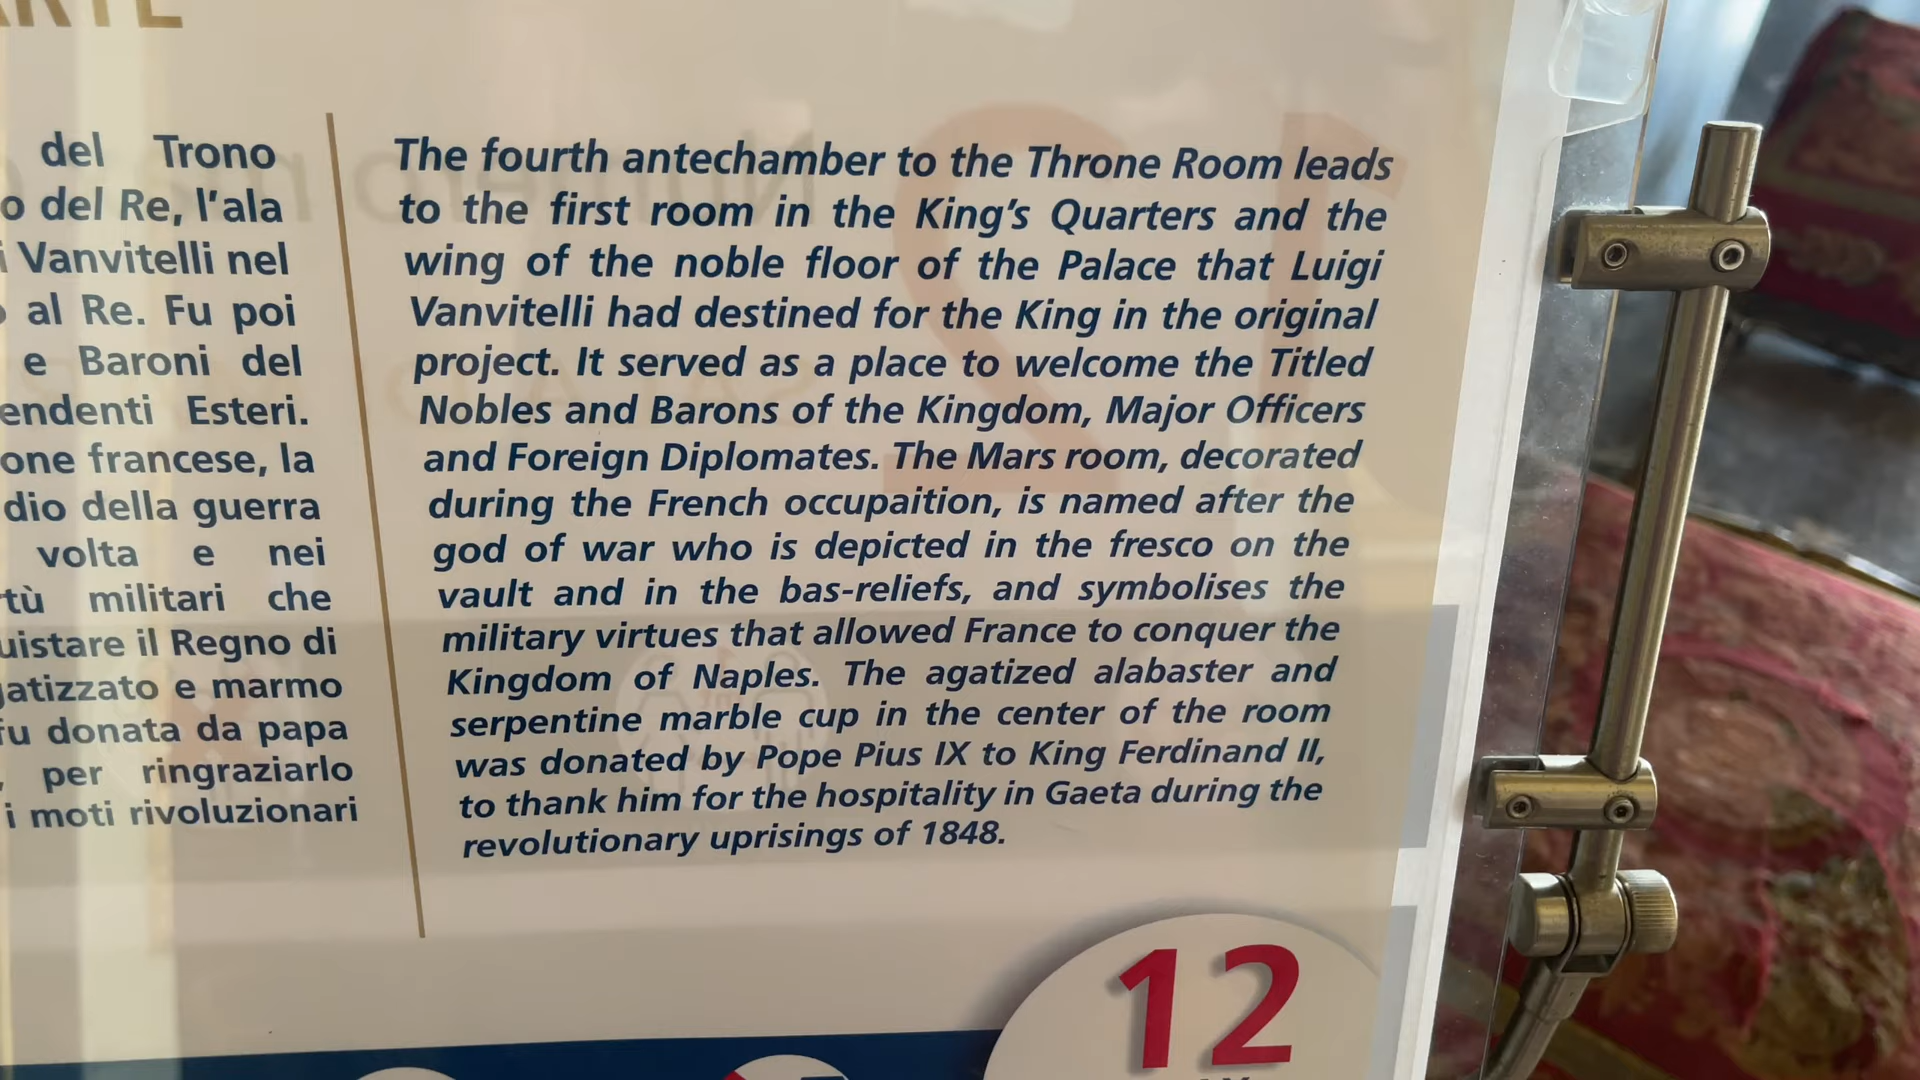 del Trono
del Re, l'ala
Vanvitelli nel
al Re. Fu poi
e Baroni del
Esteri.
francese, la
della guerra
volta e nei
militari che
il Regno di
e marmo
donata da papa
per ringraziarlo
i moti rivoluzionari
The fourth antechamber to the Throne Room leads
to the first room in the King's Quarters and the
wing of the noble floor of the Palace that Luigi
Vanvitelli had destined for the King in the original
project. It served as a place to welcome the Titled
Nobles and Barons of the Kingdom, Major Officers
and Foreign Diplomates. The Mars room, decorated
during the French occupaition, is named after the
god of war who is depicted in the fresco on the
vault and in the bas-reliefs, and symbolises the
military virtues that allowed France to conquer the
Kingdom of Naples. The agatized alabaster and
serpentine marble cup in the center of the room
was donated by Pope Pius IX to King Ferdinand II,
to thank him for the hospitality in Gaeta during the
revolutionary uprisings of 1848.
12